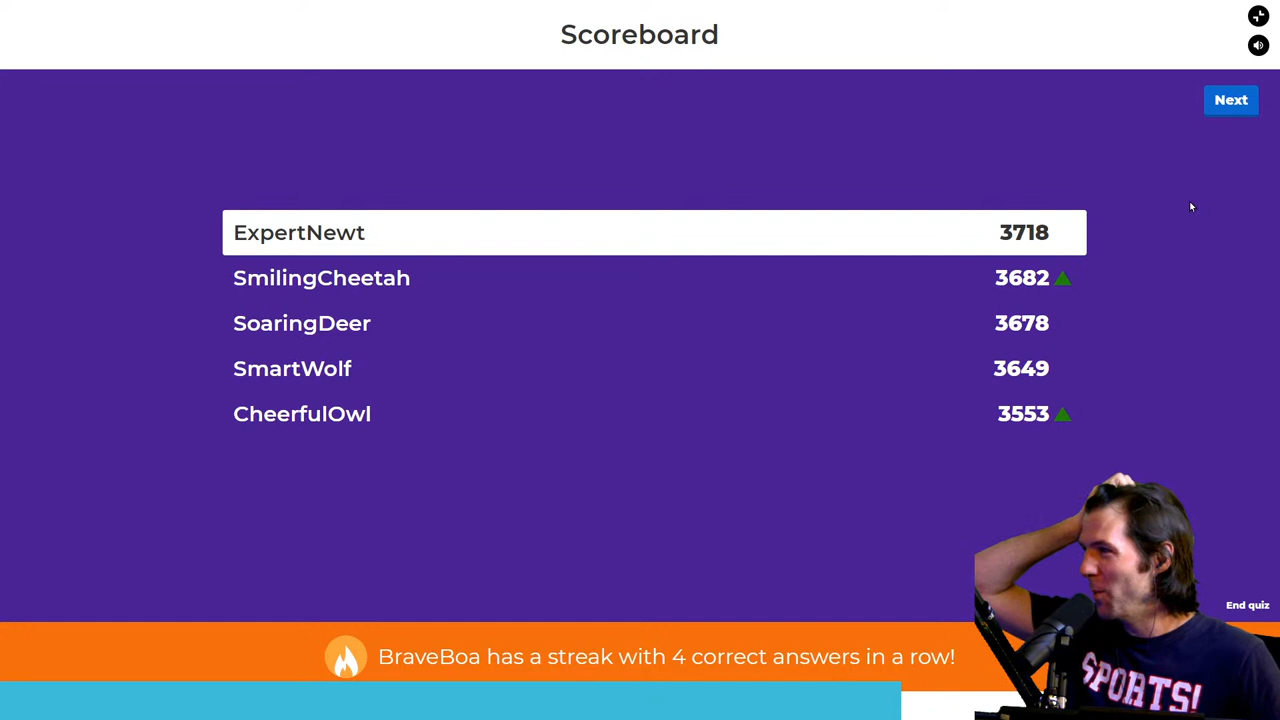 Scoreboard
Next
ExpertNewt 3718
SmilingCheetah 3682
SoaringDeer 3678
SmartWolf 3649
CheerfulOwl 3553
End quiz
BraveBoa has a streak with 4 correct answers in a row!
SPORTS!